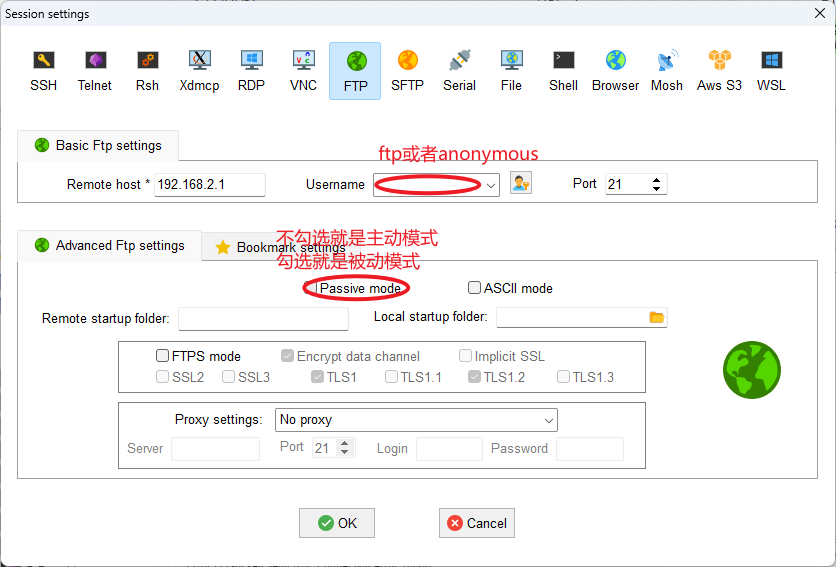 Session settings
SSH Telnet Rsh Xdmcp RDP VNC FTP SFTP Serial File Shell Browser Mosh Aws S3 WSL
Basic Ftp settings
ftp或者anonymous
Remote host * 192.168.2.1 Username Port 21
Advanced Ftp settings Bookmark settings
不勾选就是主动模式
勾选就是被动模式
Passive mode ASCII mode
Remote startup folder: Local startup folder:
FTPS mode Encrypt data channel Implicit SSL
SSL2 SSL3 TLS1 TLS1.1 TLS1.2 TLS1.3
Proxy settings: No proxy
Server Port 21 Login Password
OK Cancel